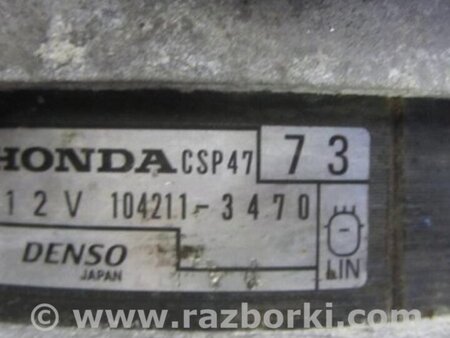 HONDA CSP47 73
12V 104211-3470
DENSO
JAPAN
LIN
www.razborki.com